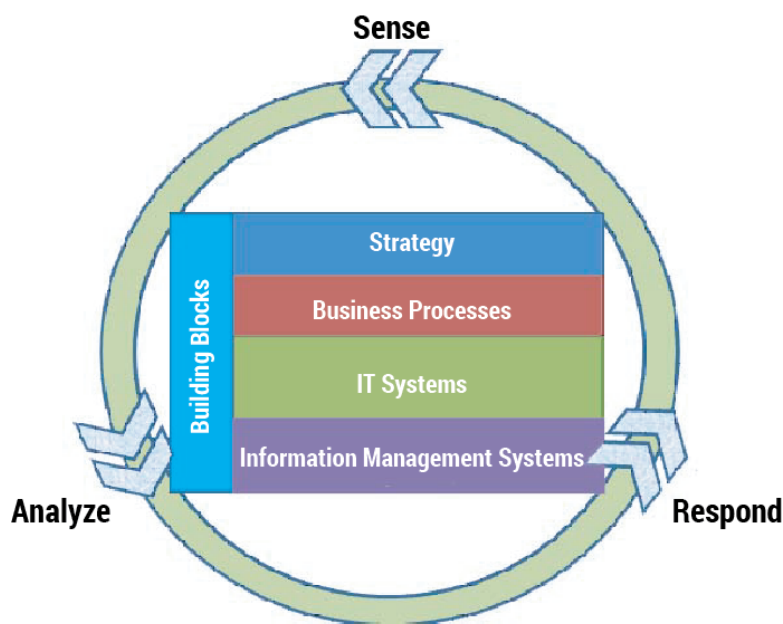 Sense
Strategy
Business Processes
IT Systems
Information Management Systems
Building Blocks
Analyze
Respond